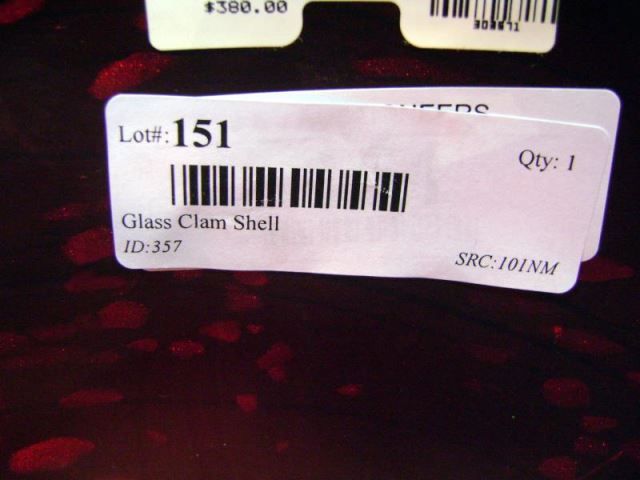 $380.00
Lot#:151
Qty: 1
Glass Clam Shell
ID:357
SRC:101NM